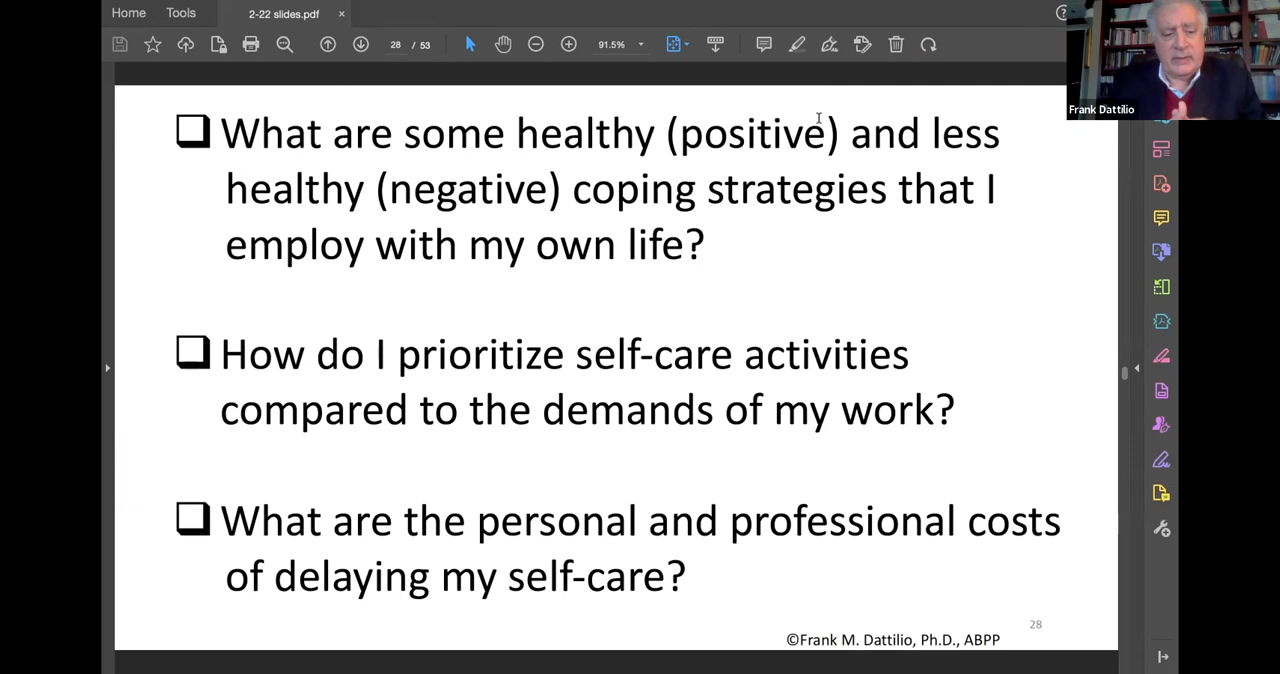 Home Tools 2-22 slides.pdf ×
28 / 53 91.5%
Frank Dattilio
❑ What are some healthy (positive) and less
healthy (negative) coping strategies that I
employ with my own life?
❑ How do I prioritize self-care activities
compared to the demands of my work?
❑ What are the personal and professional costs
of delaying my self-care?
28
©Frank M. Dattilio, Ph.D., ABPP